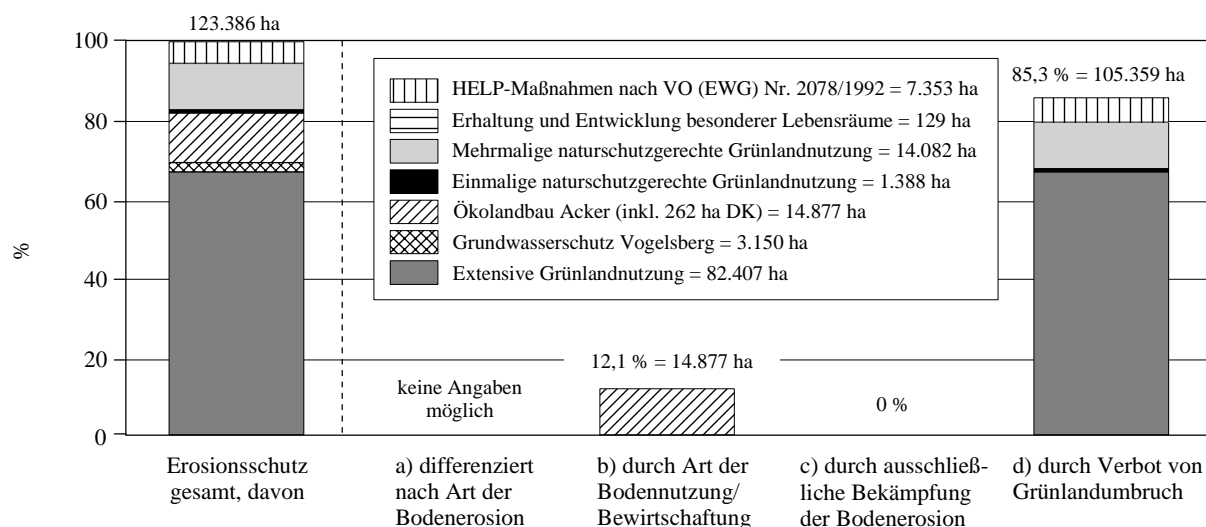 123.386 ha
100
80
60
%
40
20
0
85,3 % = 105.359 ha
HELP-Maßnahmen nach VO (EWG) Nr. 2078/1992 = 7.353 ha
Erhaltung und Entwicklung besonderer Lebensräume = 129 ha
Mehrmalige naturschutzgerechte Grünlandnutzung = 14.082 ha
Einmalige naturschutzgerechte Grünlandnutzung = 1.388 ha
Ökolandbau Acker (inkl. 262 ha DK) = 14.877 ha
Grundwasserschutz Vogelsberg = 3.150 ha
Extensive Grünlandnutzung = 82.407 ha
12,1 % = 14.877 ha
keine Angaben
möglich
0 %
Erosionsschutz
gesamt, davon
a) differenziert
nach Art der
Bodenerosion
b) durch Art der
Bodennutzung/
Bewirtschaftung
c) durch ausschließ-
liche Bekämpfung
der Bodenerosion
d) durch Verbot von
Grünlandumbruch